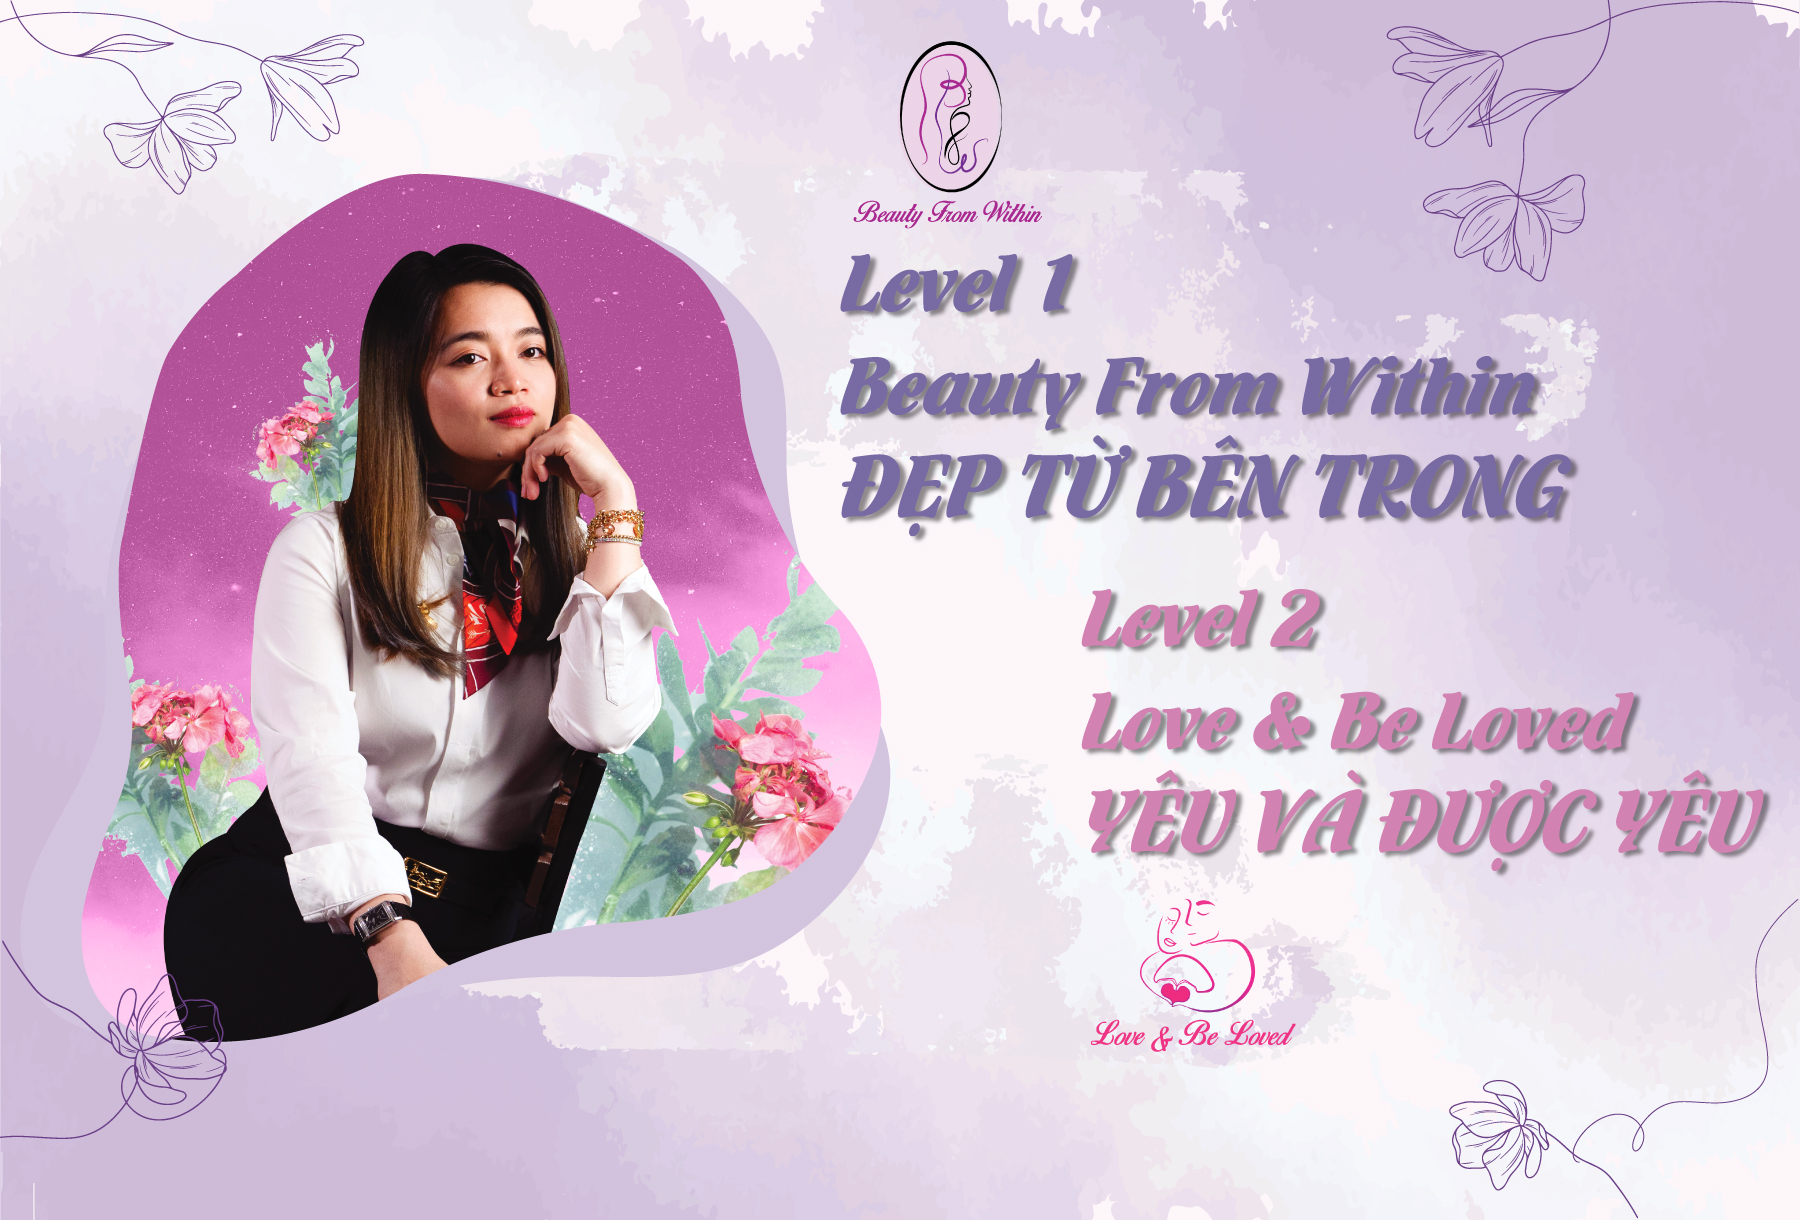 Beauty From Within
Level 1
Beauty From Within
ĐẸP TỪ BÊN TRONG
Level 2
Love & Be Loved
YÊU VÀ ĐƯỢC YÊU
Love & Be Loved